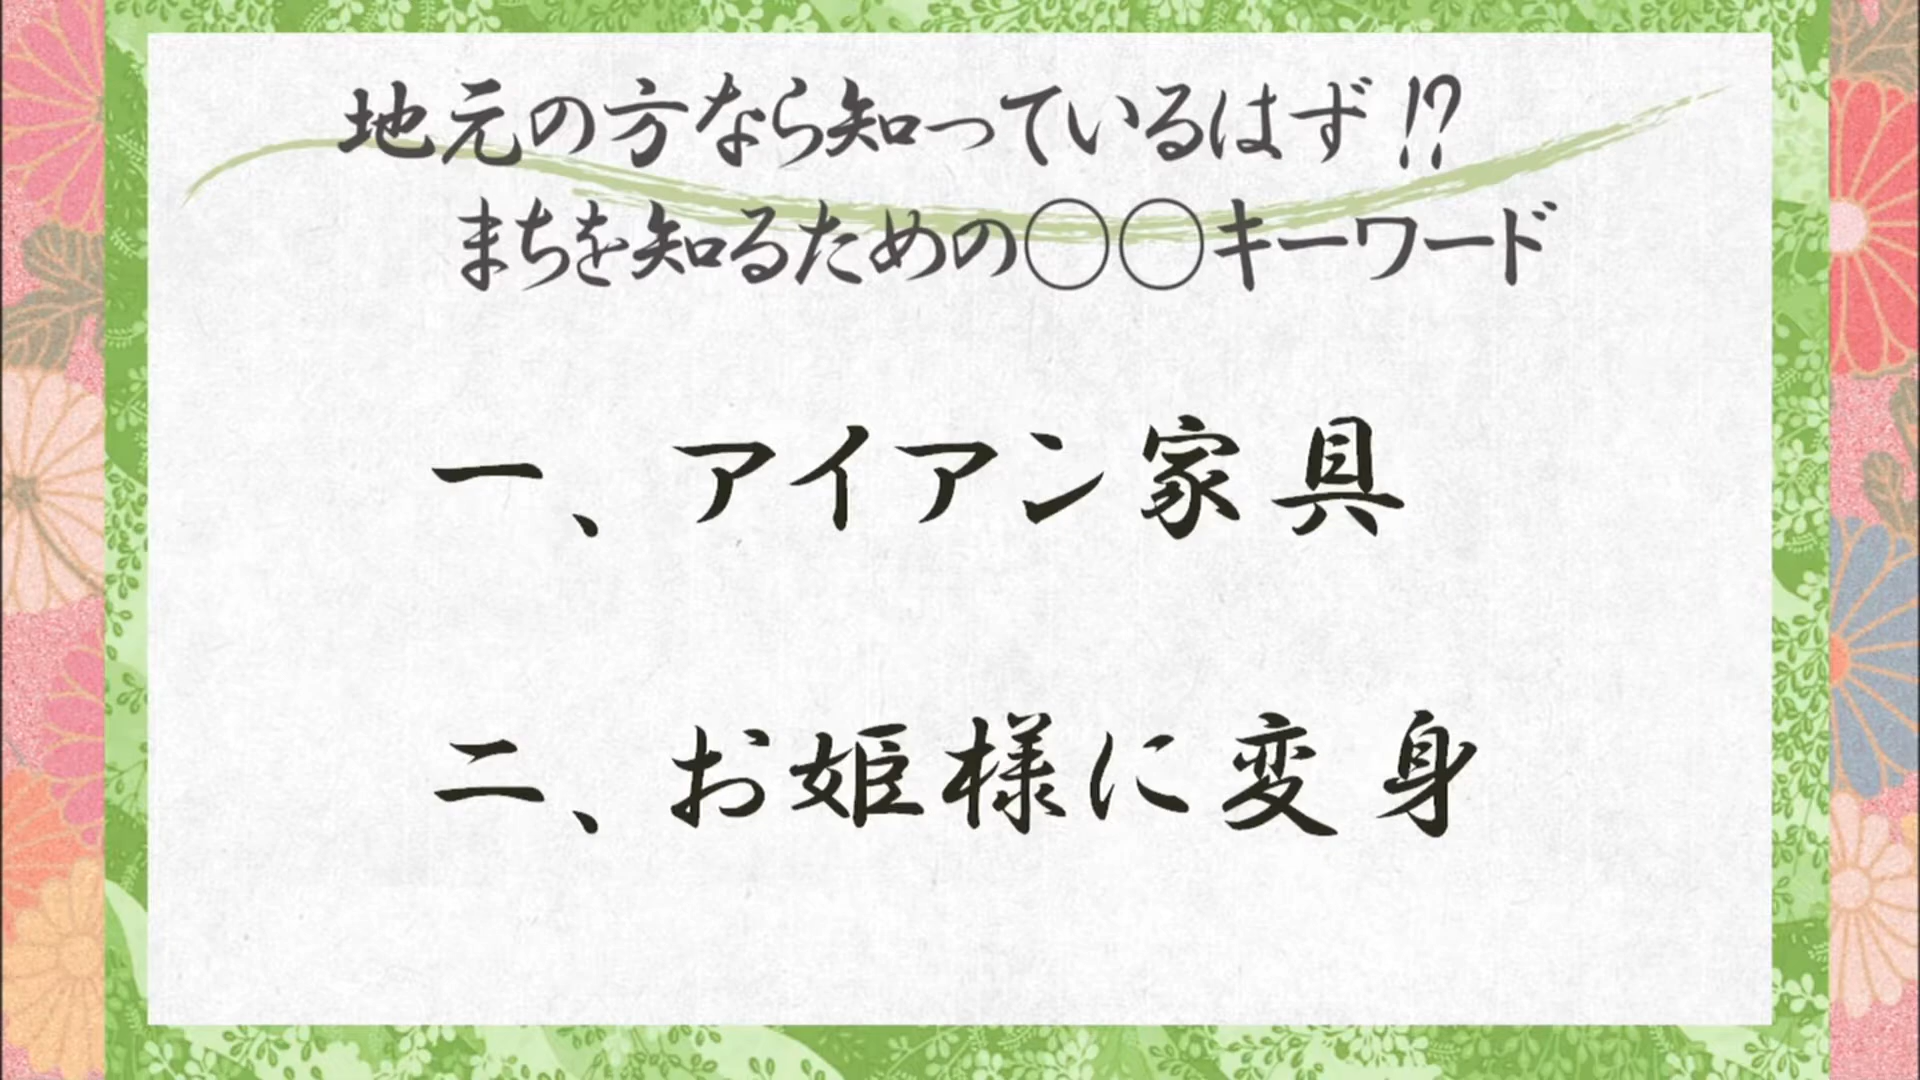 地元の方なら知っているはず!?
まちを知るための○○キーワード
一、アイアン家具
二、お姫様に変身